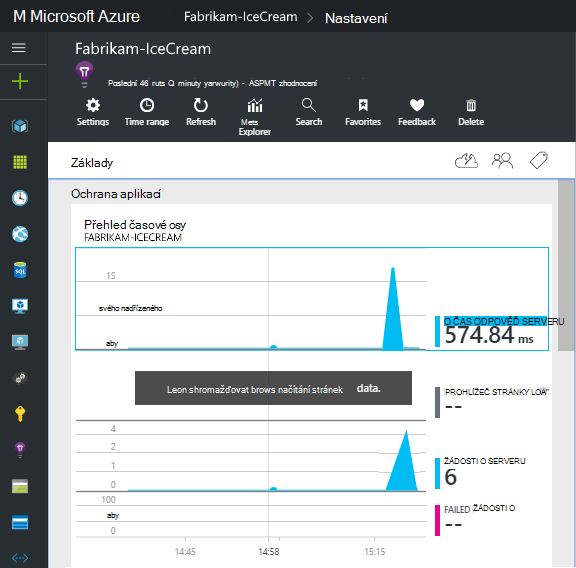 M Microsoft Azure Fabrikam-IceCream > Nastavení
Fabrikam-IceCream
Poslední 46 ruts Q minuty yarwurity) - ASPMT zhodnocení
Settings Time range Refresh Mets Explorer Search Favorites Feedback Delete
Základy
Ochrana aplikací
Přehled časové osy
FABRIKAM-ICECREAM
15
svého nadřízeného
aby
O ČAS ODPOVĚĎ SERVERU
574.84 ms
Leon shromažďovat brows načítání stránek data.
PROHLÍŽEČ STRÁNKY LOA"
--
4
2
1
0
ŽÁDOSTI O SERVERU
6
100
aby
0
FAILED ŽÁDOSTI O
--
14:45 14:58 15:15
SQL